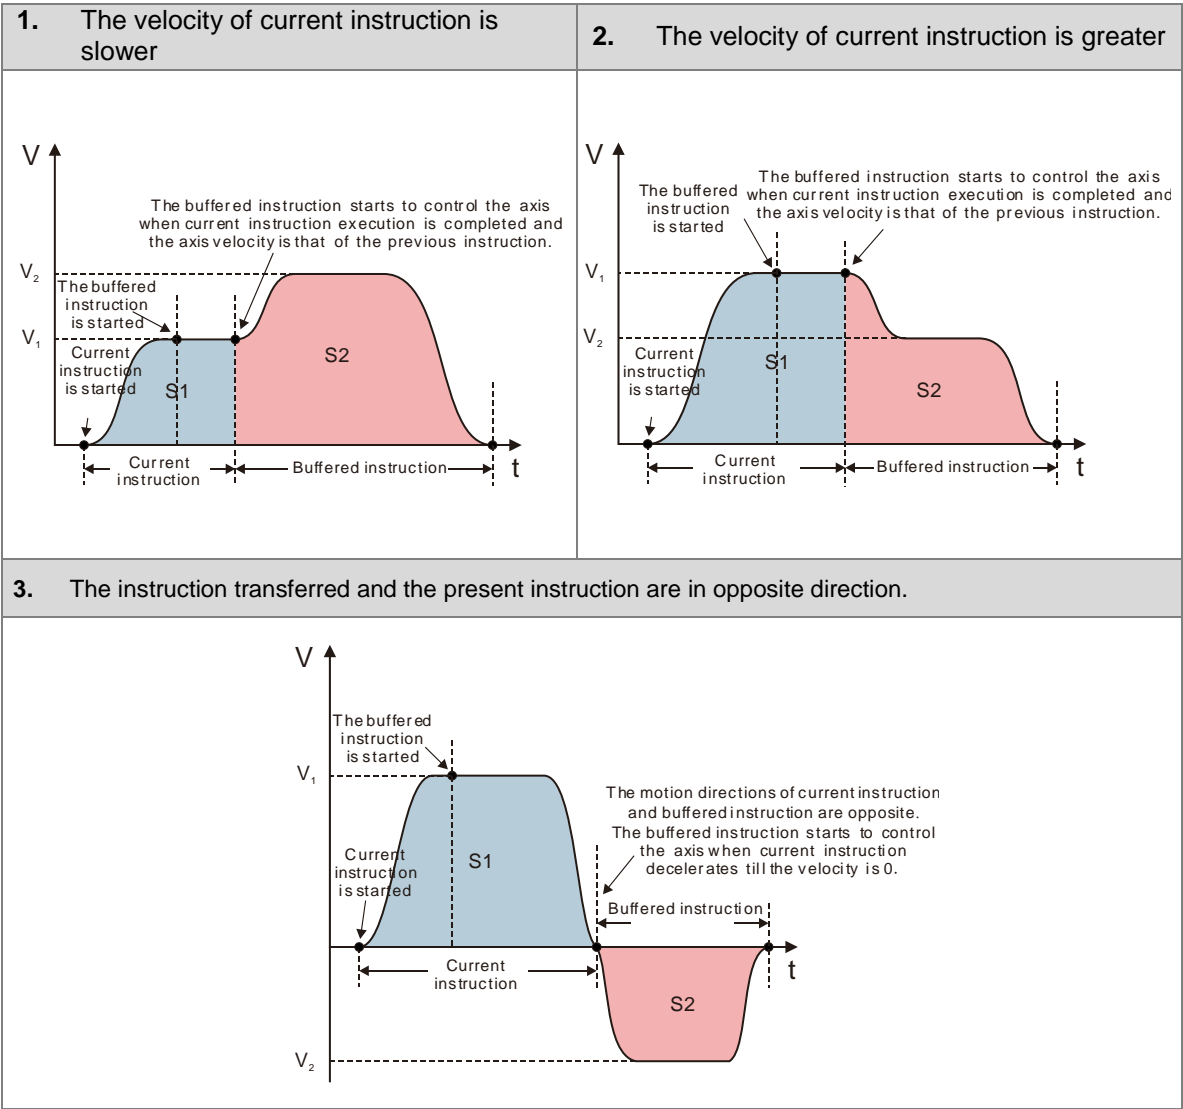 1. The velocity of current instruction is
slower
2. The velocity of current instruction is greater
V
The buffered instruction starts to control the axis
when current instruction execution is completed and
the axis velocity is that of the previous instruction.
V2
The buffered
instruction
is started
V1
Current
instruction
is started
S1
S2
Current
instruction
Buffered instruction
t
V
The buffered
instruction
is started
The buffered instruction starts to control the axis
when current instruction execution is completed and
the axis velocity is that of the previous instruction.
V1
V2
Current
instruction
is started
S1
S2
Current
instruction
Buffered instruction
t
3. The instruction transferred and the present instruction are in opposite direction.
V
The buffered
instruction
is started
V1
The motion directions of current instruction
and buffered instruction are opposite.
The buffered instruction starts to control
the axis when current instruction
decelerates till the velocity is 0.
Current
instruction
is started
S1
Buffered instruction
t
Current
instruction
S2
V2